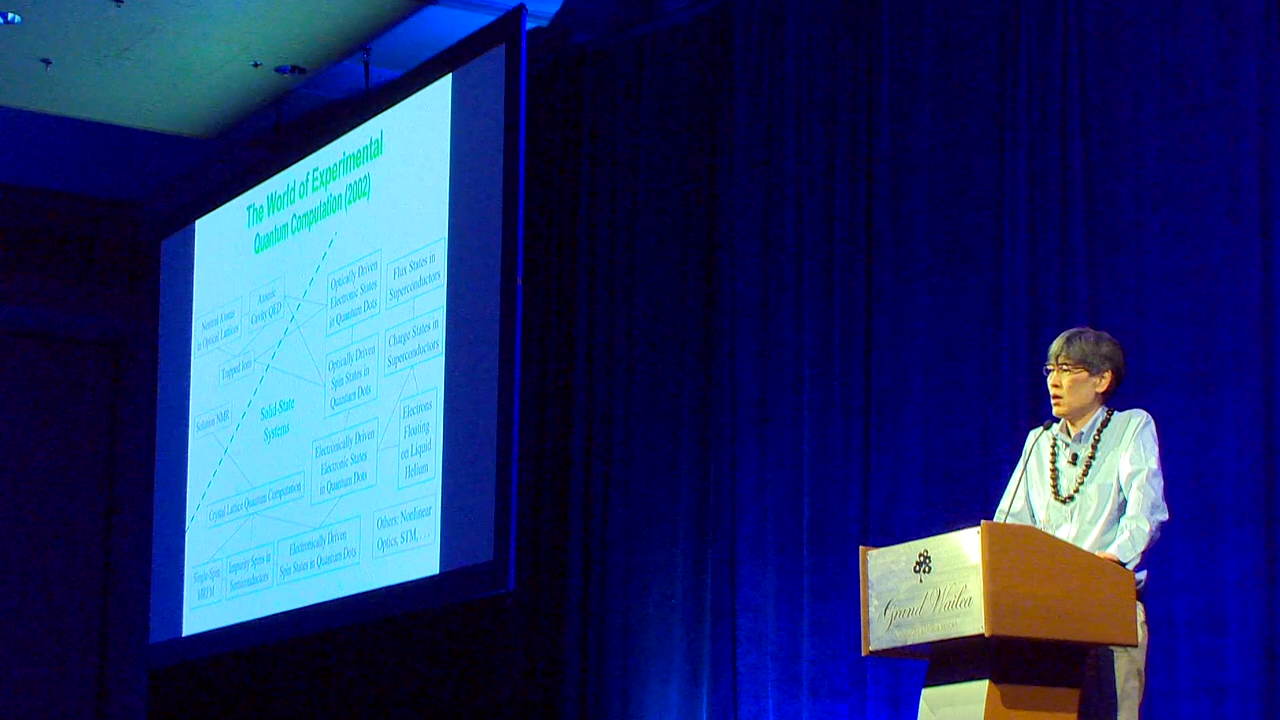 The World of Experimental
Quantum Computation (2002)
Neutral Atoms
in Optical Lattices
Atomic
Cavity QED
Optically Driven
Electronic States
in Quantum Dots
Flux States in
Superconductors
Trapped Ions
Optically Driven
Spin States in
Quantum Dots
Charge States in
Superconductors
Solution NMR
Solid-State
Systems
Electronically Driven
Electronic States
in Quantum Dots
Electrons
Floating
on Liquid
Helium
Crystal Lattice Quantum Computation
Single Spin
MRFM
Impurity Spins in
Semiconductors
Electronically Driven
Spin States in Quantum Dots
Others: Nonlinear
Optics, STM, . . .
Grand Wailea